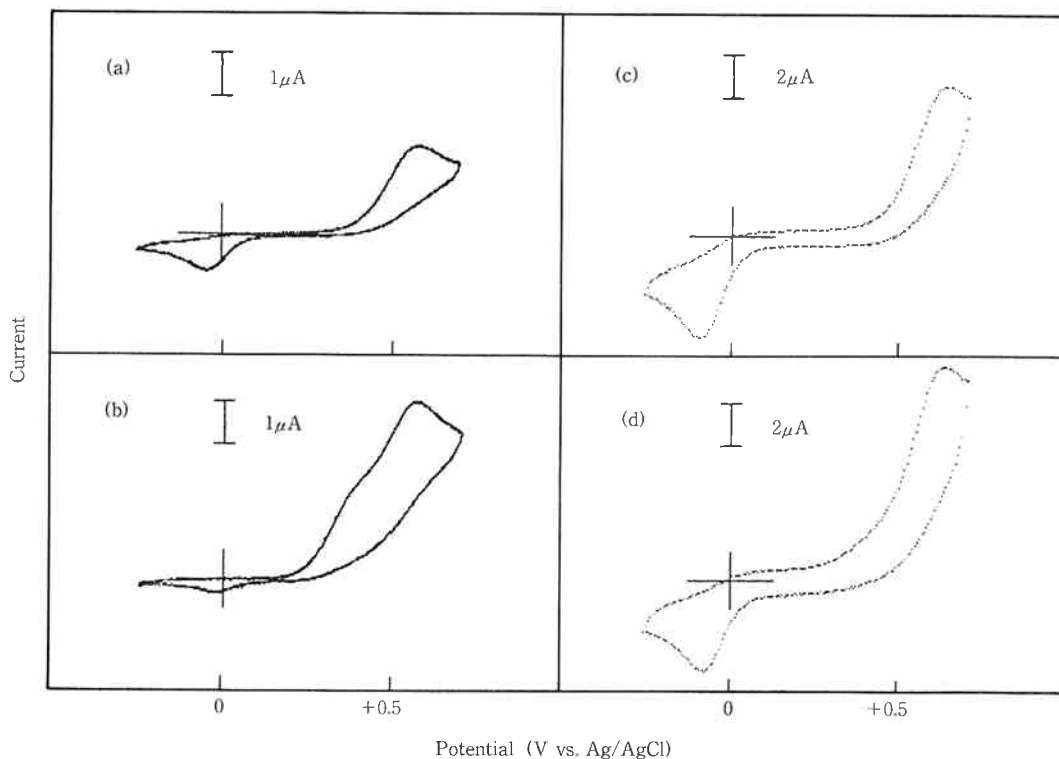 (a)
1μA
(c)
2μA
(b)
1μA
(d)
2μA
Current
0
+0.5
0
+0.5
Potential (V vs. Ag/AgCl)